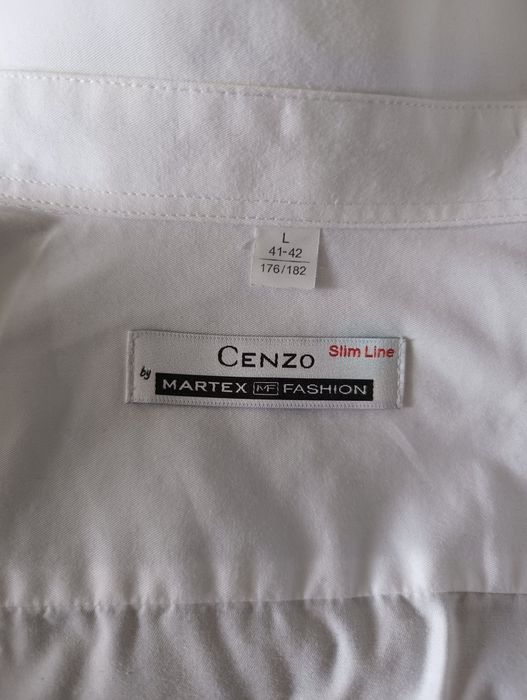 L
41-42
176/182
CENZO Slim Line
by MARTEX MF FASHION